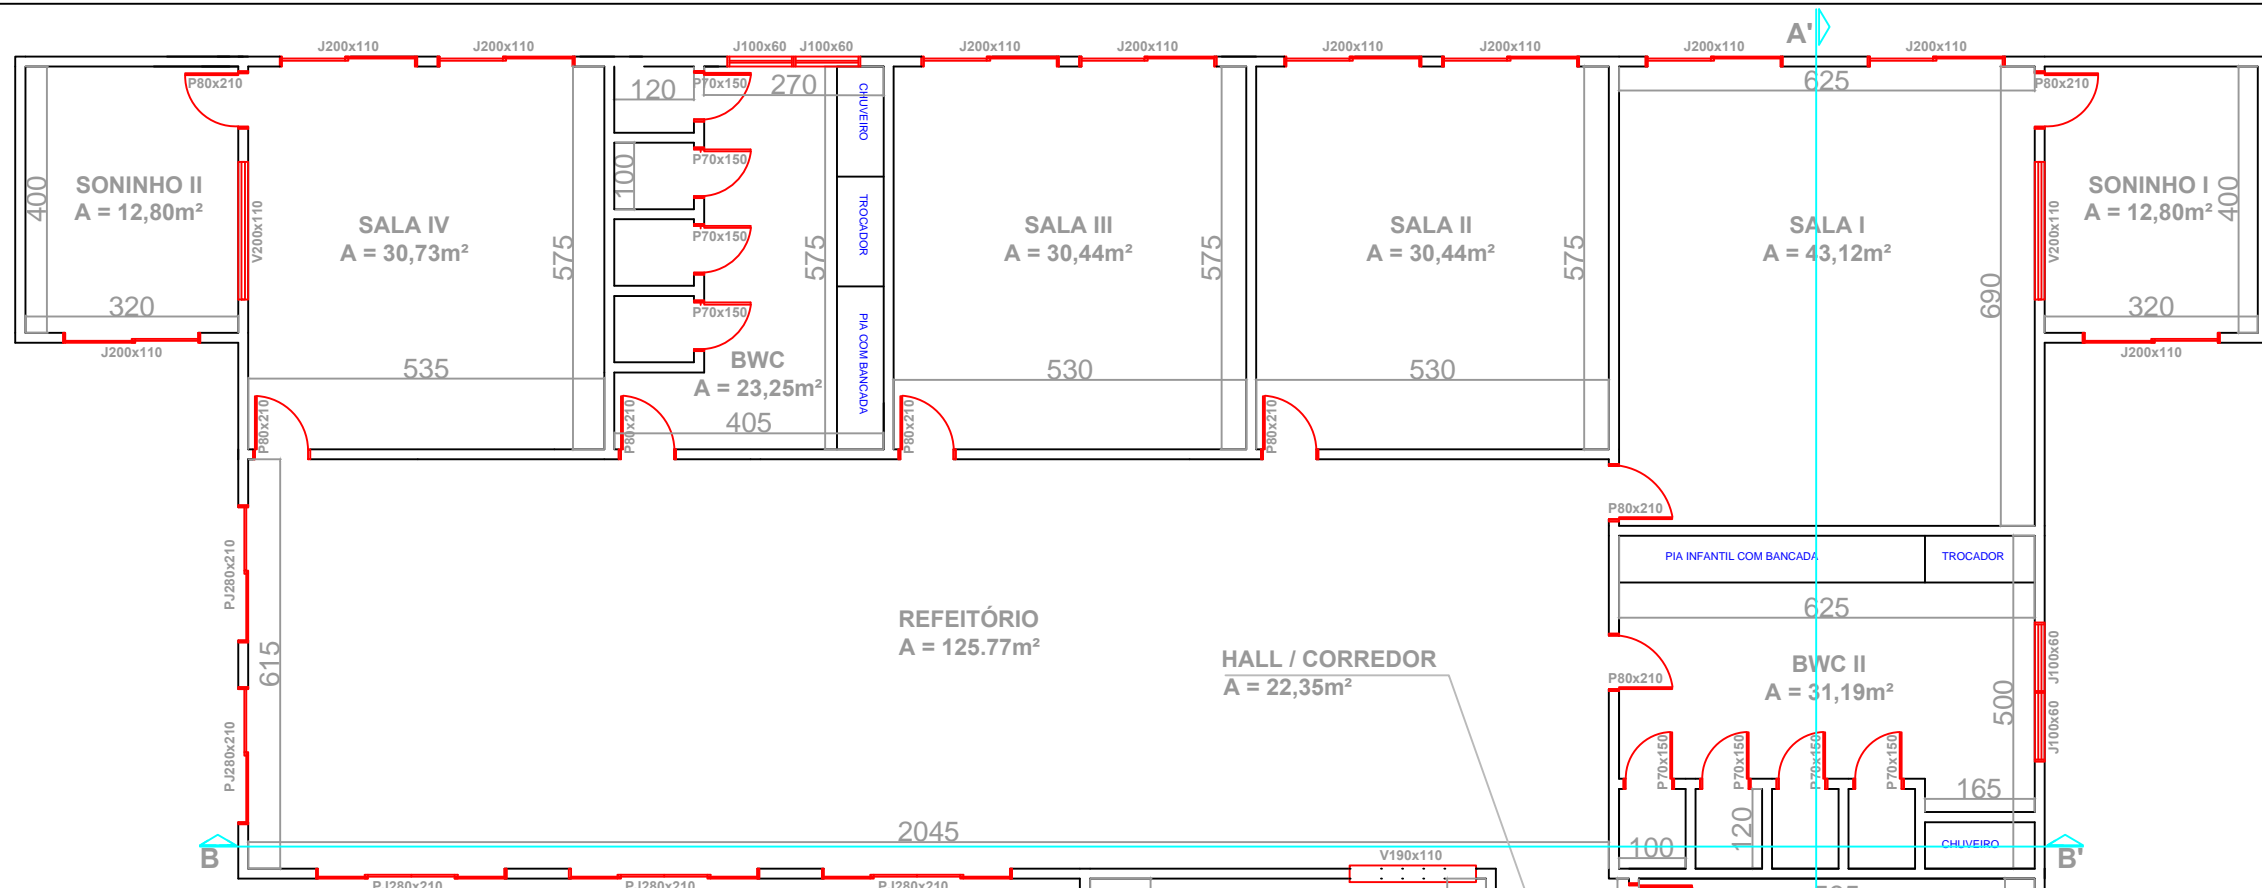 A'
J200x110
J200x110
J100x60
J100x60
J200x110
J200x110
J200x110
J200x110
J200x110
J200x110
P80x210
120
P70x150
270
CHUVEIRO
625
P80x210
400
SONINHO II
A = 12,80m²
V200x110
SALA IV
A = 30,73m²
575
100
P70x150
P70x150
P70x150
TROCADOR
575
PIA COM BANCADA
SALA III
A = 30,44m²
575
SALA II
A = 30,44m²
575
SALA I
A = 43,12m²
690
V200x110
SONINHO I
A = 12,80m²
400
320
J200x110
320
J200x110
535
BWC
A = 23,25m²
405
530
530
P80x210
P80x210
P80x210
P80x210
P80x210
PIA INFANTIL COM BANCADA
TROCADOR
625
PJ280x210
615
REFEITÓRIO
A = 125.77m²
HALL / CORREDOR
A = 22,35m²
P80x210
BWC II
A = 31,19m²
500
J100x60
J100x60
PJ280x210
P70x150
P70x150
P70x150
P70x150
165
B
2045
100
120
CHUVEIRO
B'
V190x110
PJ280x210
PJ280x210
PJ280x210